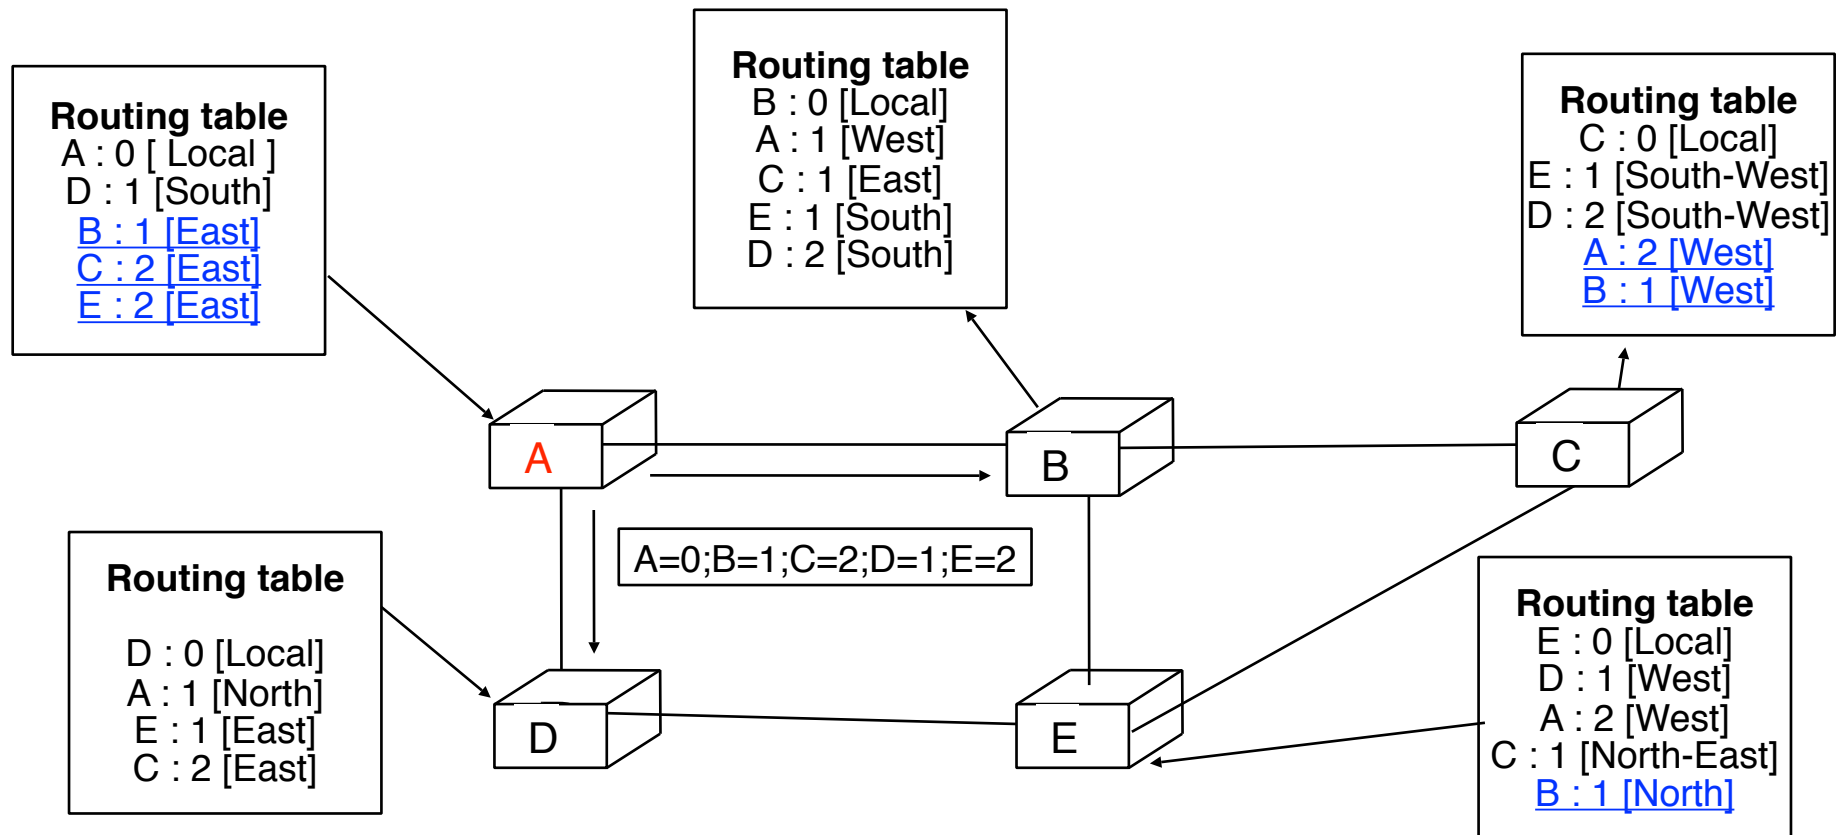 Routing table
A : 0 [ Local ]
D : 1 [South]
B : 1 [East]
C : 2 [East]
E : 2 [East]
Routing table
B : 0 [Local]
A : 1 [West]
C : 1 [East]
E : 1 [South]
D : 2 [South]
Routing table
C : 0 [Local]
E : 1 [South-West]
D : 2 [South-West]
A : 2 [West]
B : 1 [West]
A
B
C
A=0;B=1;C=2;D=1;E=2
Routing table
D : 0 [Local]
A : 1 [North]
E : 1 [East]
C : 2 [East]
D
E
Routing table
E : 0 [Local]
D : 1 [West]
A : 2 [West]
C : 1 [North-East]
B : 1 [North]